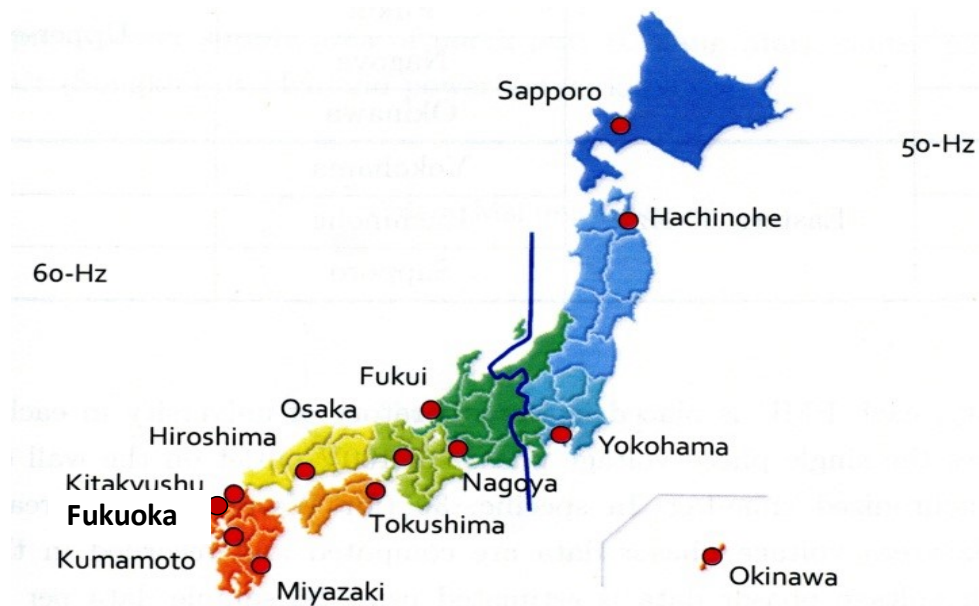 Sapporo
50-Hz
Hachinohe
60-Hz
Fukui
Osaka
Hiroshima
Yokohama
Kitakyushu
Nagoya
Fukuoka
Tokushima
Kumamoto
Okinawa
Miyazaki